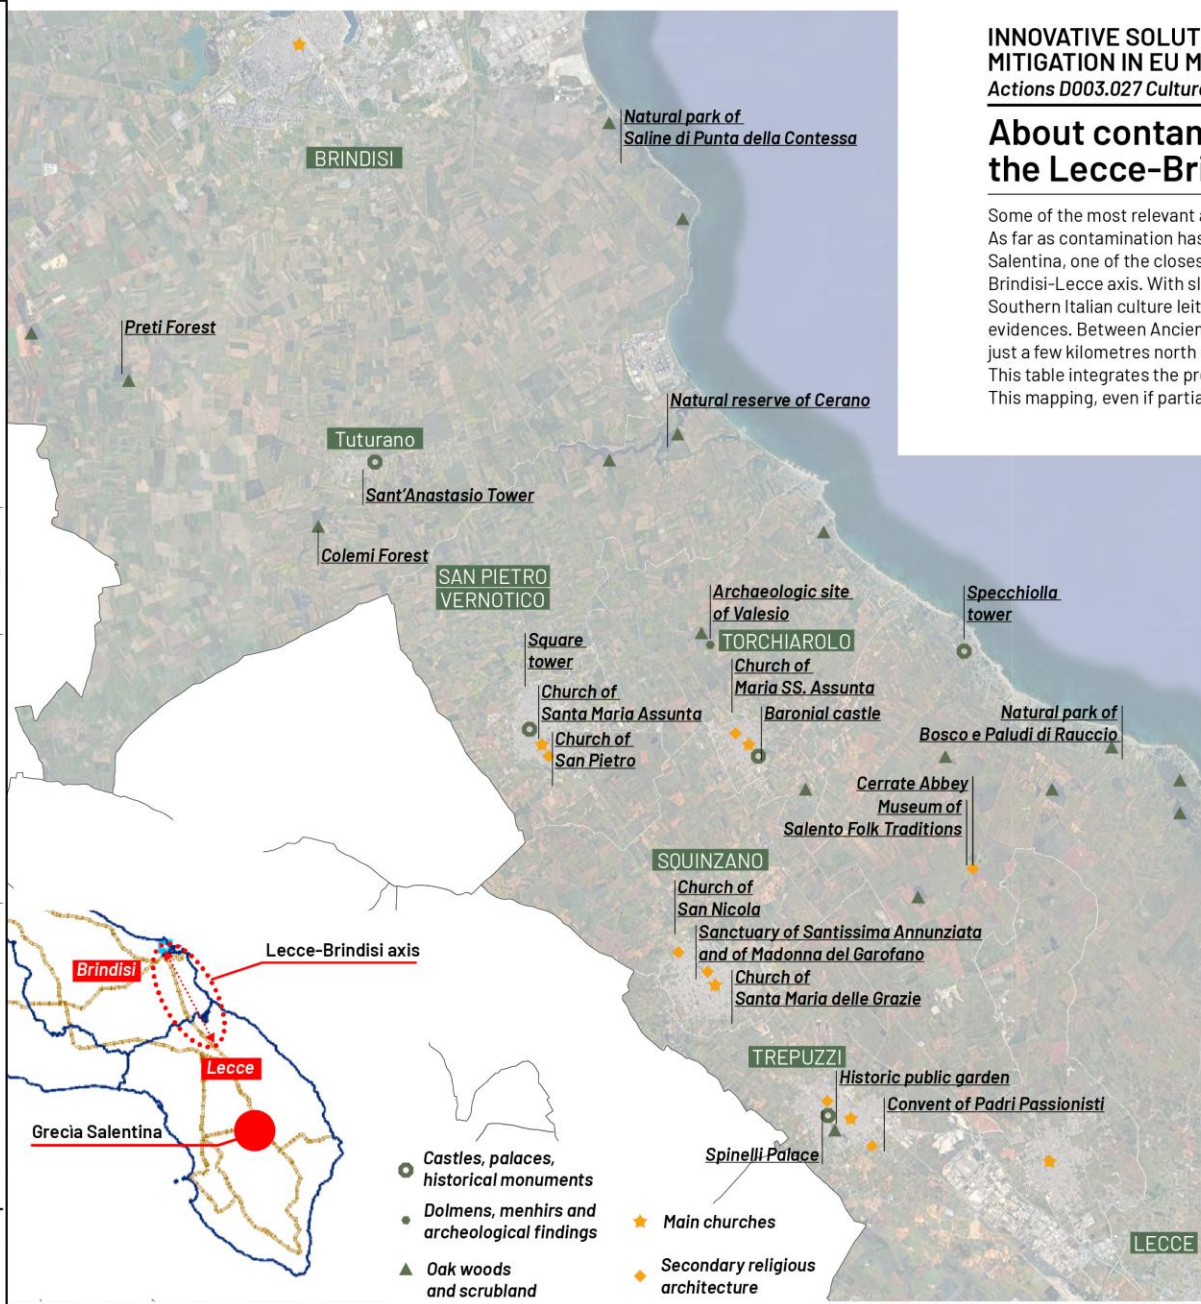 INNOVATIVE SOLUT
MITIGATION IN EU M
Actions D003.027 Culture
About contam
the Lecce-Bri
Some of the most relevant a
As far as contamination has
Salentina, one of the closes
Brindisi-Lecce axis. With sl
Southern Italian culture leit
evidences. Between Ancien
just a few kilometres north
This table integrates the pr
This mapping, even if partia
Natural park of
Saline di Punta della Contessa
BRINDISI
Preti Forest
Natural reserve of Cerano
Tuturano
Sant'Anastasio Tower
Colemi Forest
SAN PIETRO
VERNOTICO
Archaeologic site
of Valesio
Specchiolla
tower
TORCHIAROLO
Square
tower
Church of
Maria SS. Assunta
Church of
Santa Maria Assunta
Baronial castle
Natural park of
Bosco e Paludi di Rauccio
Church of
San Pietro
Cerrate Abbey
Museum of
Salento Folk Traditions
SQUINZANO
Church of
San Nicola
Sanctuary of Santissima Annunziata
and of Madonna del Garofano
Church of
Santa Maria delle Grazie
TREPUZZI
Historic public garden
Convent of Padri Passionisti
Spinelli Palace
LECCE
Lecce-Brindisi axis
Brindisi
Lecce
Grecìa Salentina
Castles, palaces,
historical monuments
Dolmens, menhirs and
archeological findings
Oak woods
and scrubland
Main churches
Secondary religious
architecture